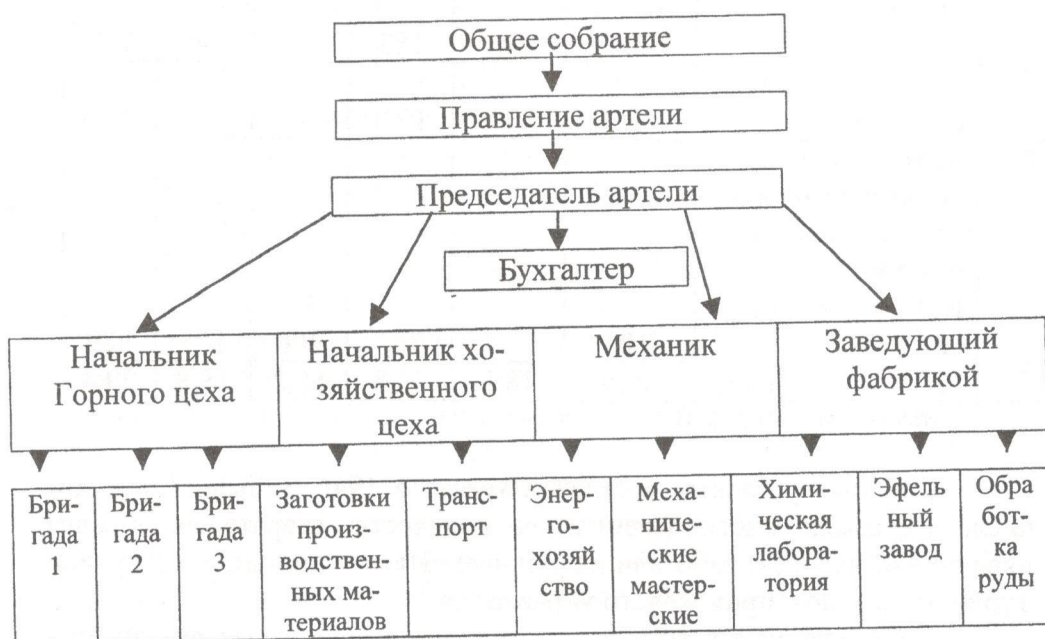 Общее собрание
Правление артели
Председатель артели
Бухгалтер
Начальник
Горного цеха
Начальник хо-
зяйственного
цеха
Механик
Заведующий
фабрикой
Бри-
гада
1
Бри-
гада
2
Бри-
гада
3
Заготовки
произ-
водствен-
ных ма-
териалов
Транс-
порт
Энер-
го-
хозяй
ство
Меха-
ниче-
ские
мастер-
ские
Хими-
ческая
лабора-
тория
Эфель
ный
завод
Обра
бот-
ка
руды